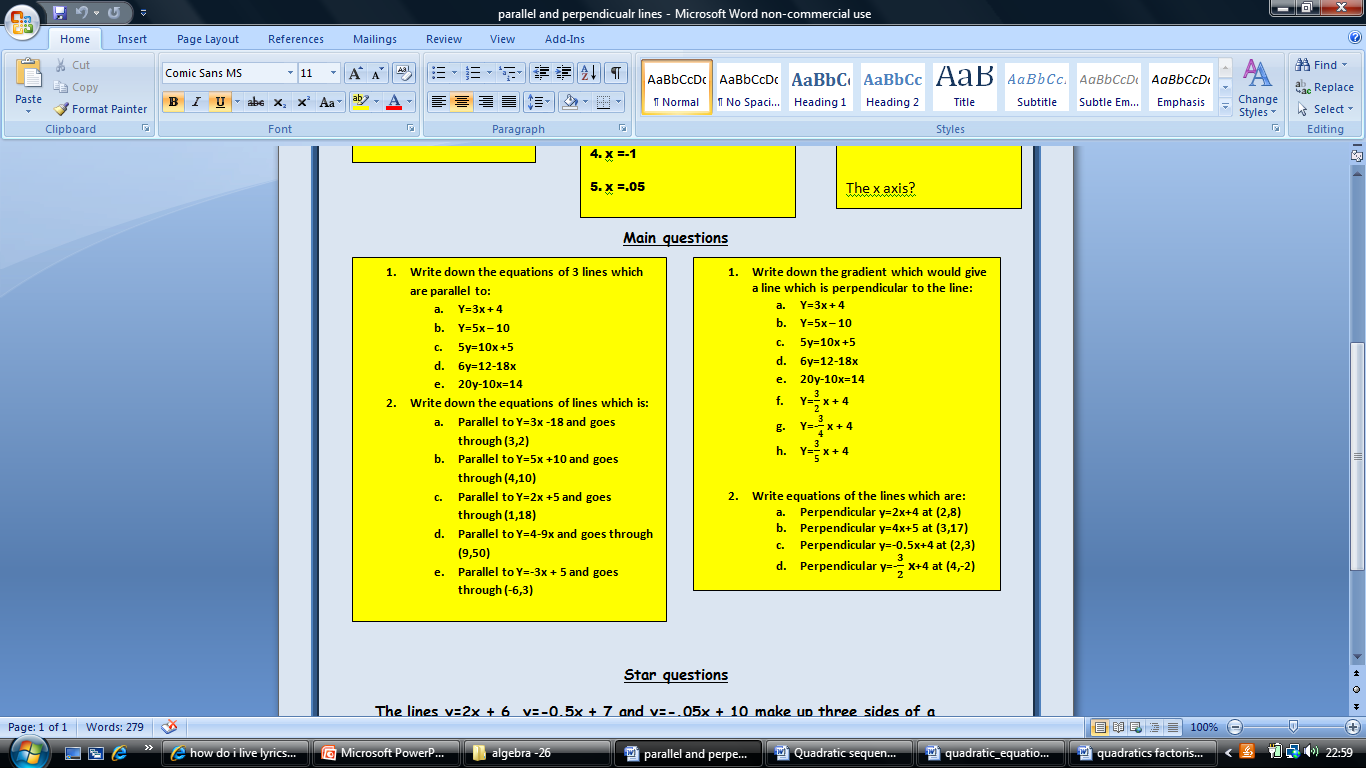 parallel and perpendicualr lines - Microsoft Word non-commercial use
Home Insert Page Layout References Mailings Review View Add-Ins
Paste
Cut
Copy
Format Painter
Clipboard
Comic Sans MS 11
Font
Paragraph
AaBbCcDc AaBbCcDc AaBbC AaBbCc AaB AaBbCc. AaBbCcDc AaBbCcDc
¶ Normal ¶ No Spaci... Heading 1 Heading 2 Title Subtitle Subtle Em... Emphasis
Change Styles
Styles
Find
Replace
Select
Editing
4. x =-1
5. x =.05
The x axis?
Main questions
1. Write down the equations of 3 lines which
are parallel to:
a. Y=3x + 4
b. Y=5x – 10
c. 5y=10x +5
d. 6y=12-18x
e. 20y-10x=14
2. Write down the equations of lines which is:
a. Parallel to Y=3x -18 and goes
through (3,2)
b. Parallel to Y=5x +10 and goes
through (4,10)
c. Parallel to Y=2x +5 and goes
through (1,18)
d. Parallel to Y=4-9x and goes through
(9,50)
e. Parallel to Y=-3x + 5 and goes
through (-6,3)
1. Write down the gradient which would give
a line which is perpendicular to the line:
a. Y=3x + 4
b. Y=5x – 10
c. 5y=10x +5
d. 6y=12-18x
e. 20y-10x=14
f. Y=3/2 x + 4
g. Y=-3/4 x + 4
h. Y=3/5 x + 4
2. Write equations of the lines which are:
a. Perpendicular y=2x+4 at (2,8)
b. Perpendicular y=4x+5 at (3,17)
c. Perpendicular y=-0.5x+4 at (2,3)
d. Perpendicular y=-3/2 x+4 at (4,-2)
Star questions
The lines y=2x + 6 y=-0.5x + 7 and y=-.05x + 10 make up three sides of a
Page: 1 of 1 Words: 279 100%
how do i live lyrics... Microsoft PowerP... algebra -26 parallel and perpe... Quadratic sequen... quadratic_equatio... quadratics factoris... 22:59